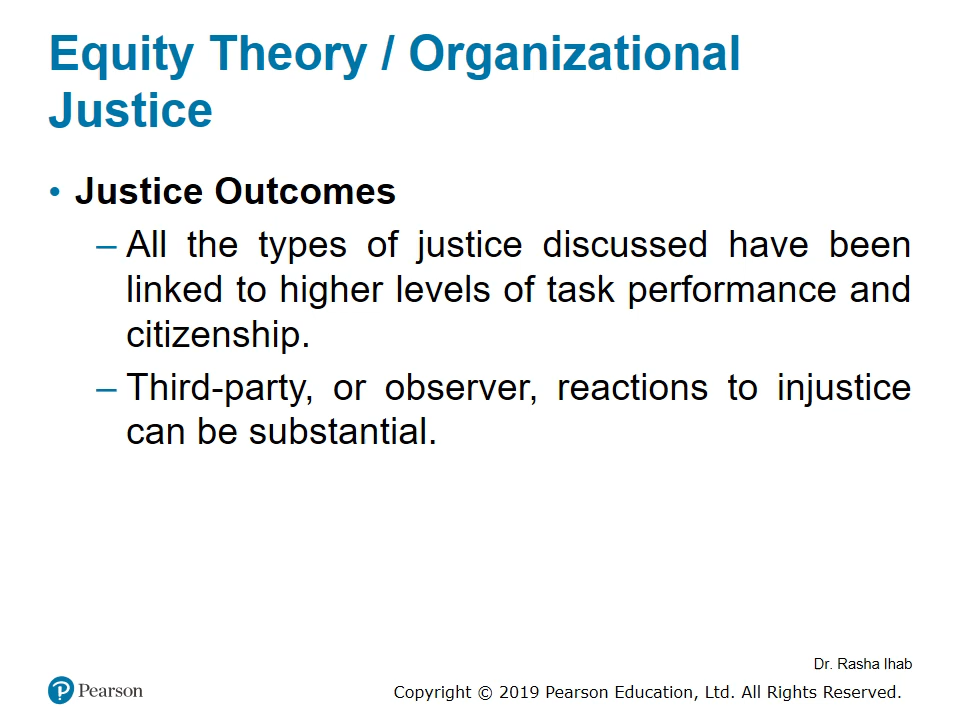 Equity Theory / Organizational
Justice
• Justice Outcomes
– All the types of justice discussed have been
linked to higher levels of task performance and
citizenship.
– Third-party, or observer, reactions to injustice
can be substantial.
Dr. Rasha Ihab
Pearson
Copyright © 2019 Pearson Education, Ltd. All Rights Reserved.